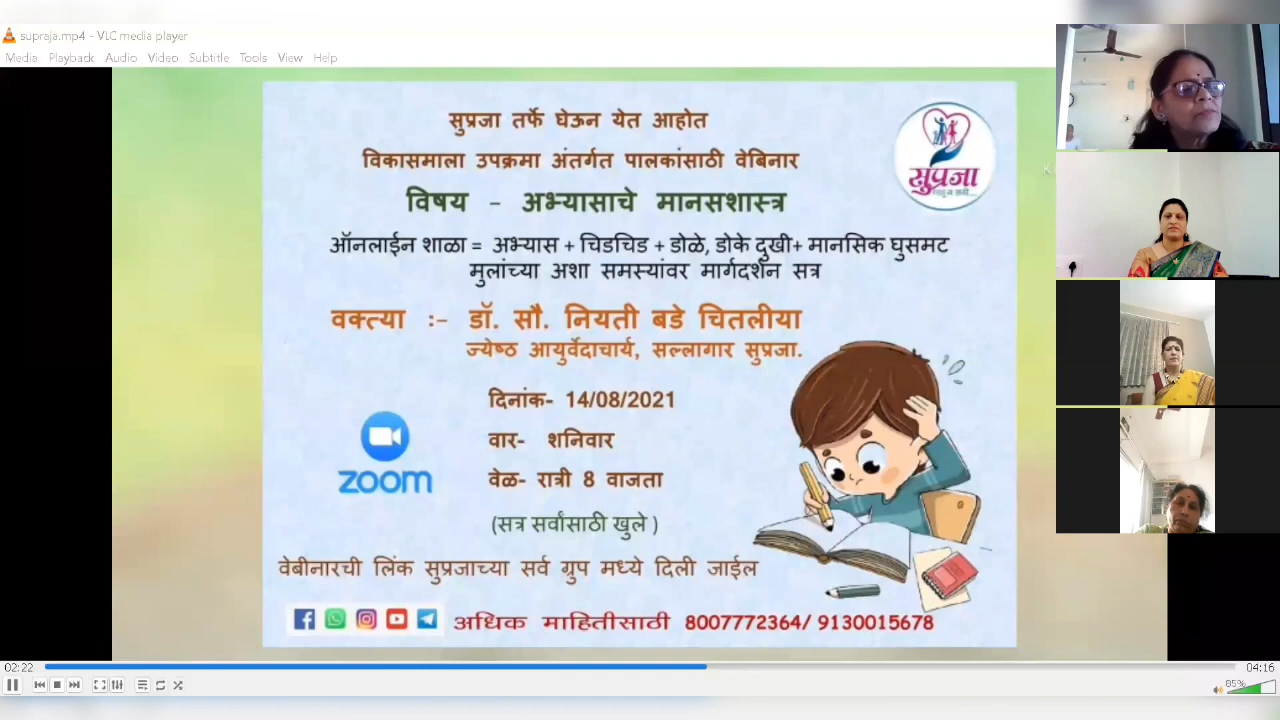 supraja.mp4 - VLC media player
Media Playback Audio Video Subtitle Tools View Help
सुप्रजा तर्फे घेऊन येत आहोत
विकासमाला उपक्रमा अंतर्गत पालकांसाठी वेबिनार
विषय - अभ्यासाचे मानसशास्त्र
ऑनलाईन शाळा = अभ्यास + चिडचिड + डोळे, डोके दुखी+ मानसिक घुसमट
मुलांच्या अशा समस्यांवर मार्गदर्शन सत्र
वक्त्या :- डॉ. सौ. नियती बडे चितलीया
ज्येष्ठ आयुर्वेदाचार्य, सल्लागार सुप्रजा.
दिनांक- 14/08/2021
वार- शनिवार
वेळ- रात्री 8 वाजता
(सत्र सर्वांसाठी खुले )
वेबीनारची लिंक सुप्रजाच्या सर्व ग्रुप मध्ये दिली जाईल
अधिक माहितीसाठी 8007772364/ 9130015678
सुप्रजा
zoom
02:22
04:16
85%